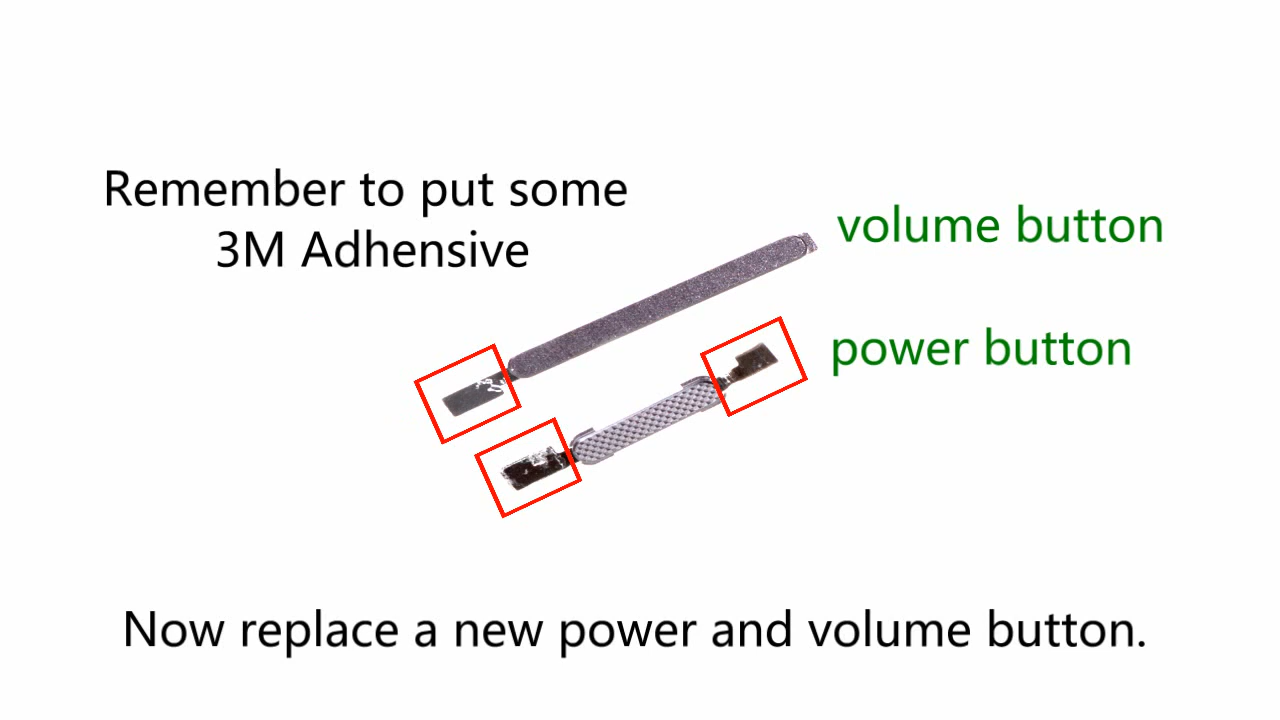 Remember to put some
3M Adhensive
volume button
power button
Now replace a new power and volume button.